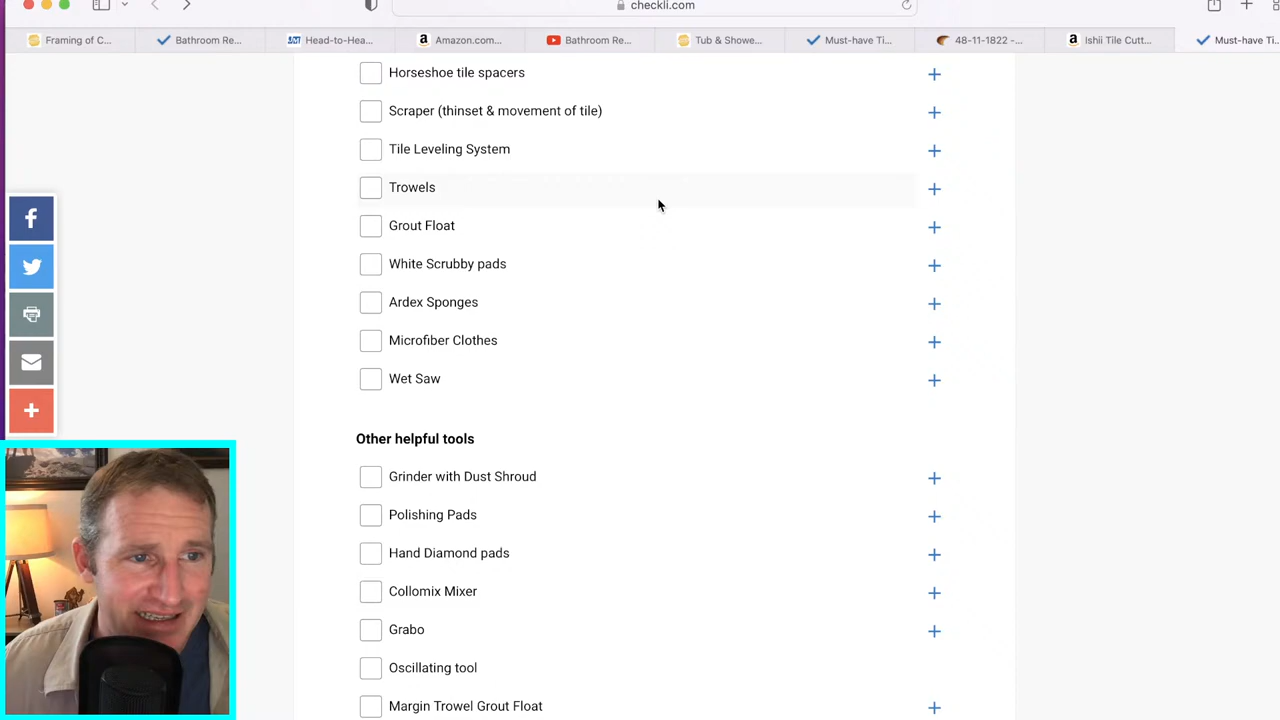 checkli.com
Framing of C...
Bathroom Re...
Head-to-Hea...
Amazon.com...
Bathroom Re...
Tub & Showe...
Must-have Ti...
48-11-1822 -...
Ishii Tile Cutt...
Must-have Ti...
Horseshoe tile spacers
Scraper (thinset & movement of tile)
Tile Leveling System
Trowels
Grout Float
White Scrubby pads
Ardex Sponges
Microfiber Clothes
Wet Saw
Other helpful tools
Grinder with Dust Shroud
Polishing Pads
Hand Diamond pads
Collomix Mixer
Grabo
Oscillating tool
Margin Trowel Grout Float